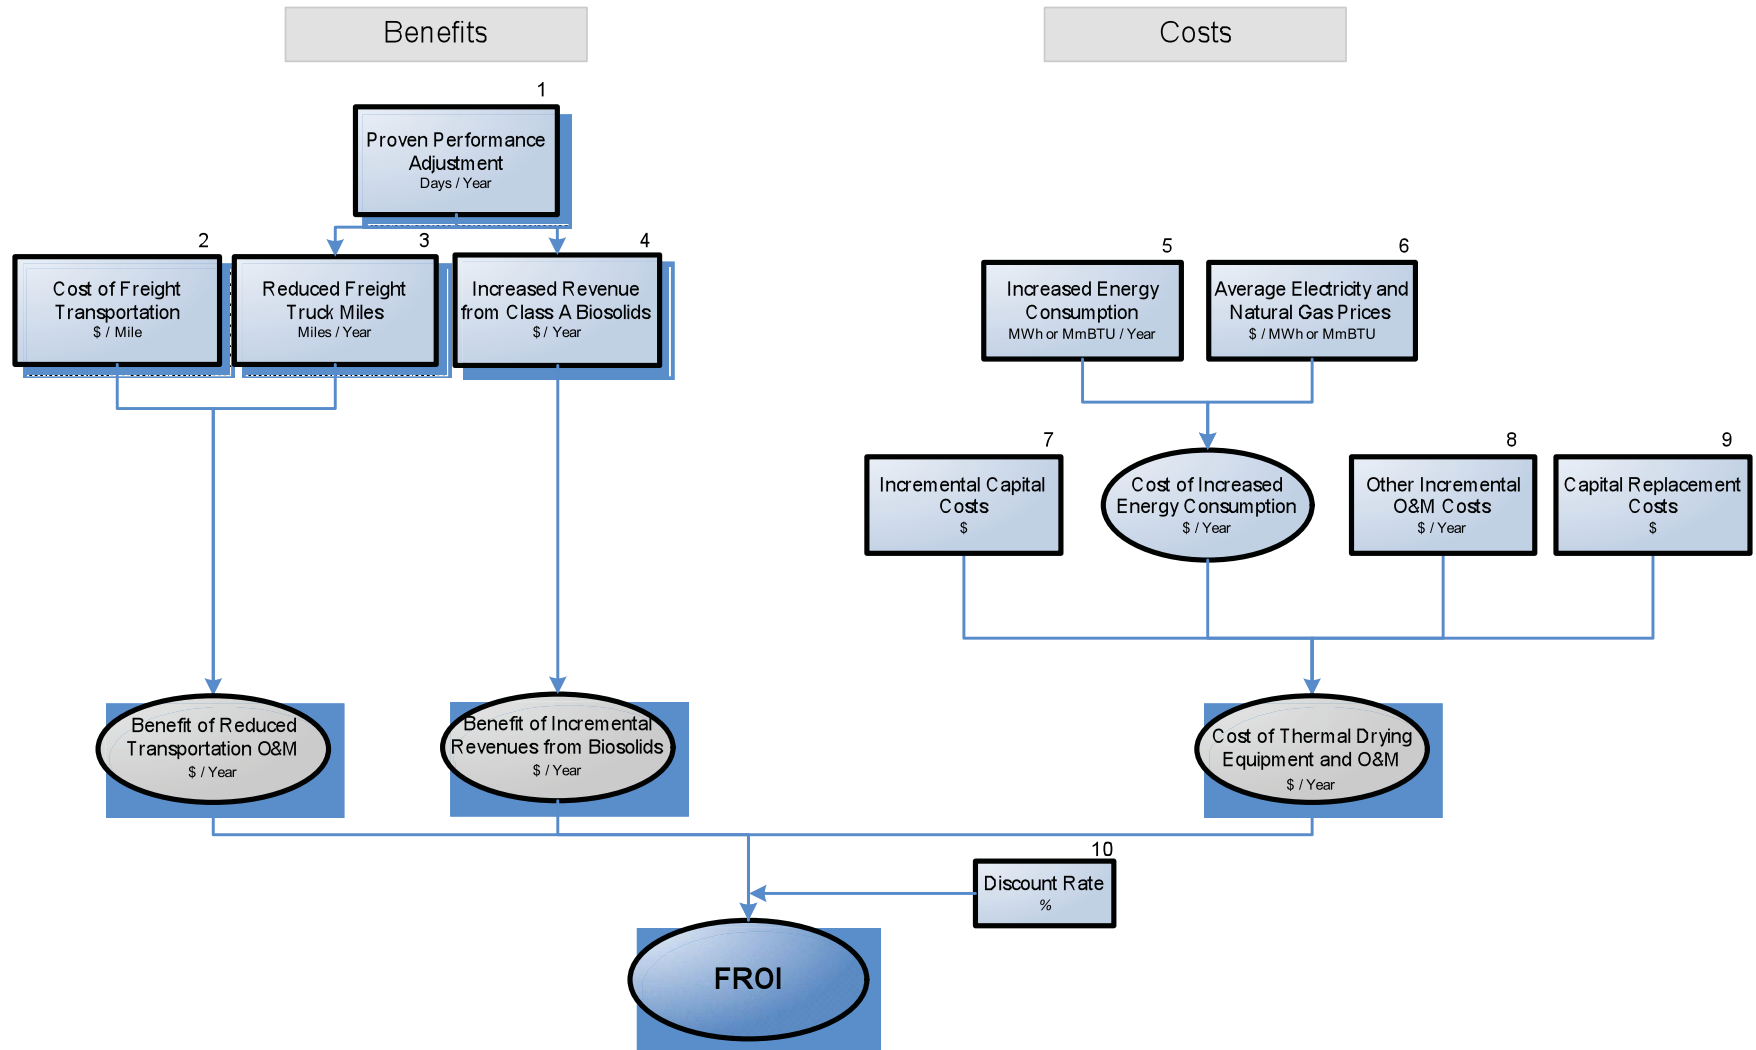 Benefits
Costs
1
Proven Performance
Adjustment
Days / Year
2
Cost of Freight
Transportation
$ / Mile
3
Reduced Freight
Truck Miles
Miles / Year
4
Increased Revenue
from Class A Biosolids
$ / Year
5
Increased Energy
Consumption
MWh or MmBTU / Year
6
Average Electricity and
Natural Gas Prices
$ / MWh or MmBTU
7
Incremental Capital
Costs
$
Cost of Increased
Energy Consumption
$ / Year
8
Other Incremental
O&M Costs
$ / Year
9
Capital Replacement
Costs
$
Benefit of Reduced
Transportation O&M
$ / Year
Benefit of Incremental
Revenues from Biosolids
$ / Year
Cost of Thermal Drying
Equipment and O&M
$ / Year
10
Discount Rate
%
FROI